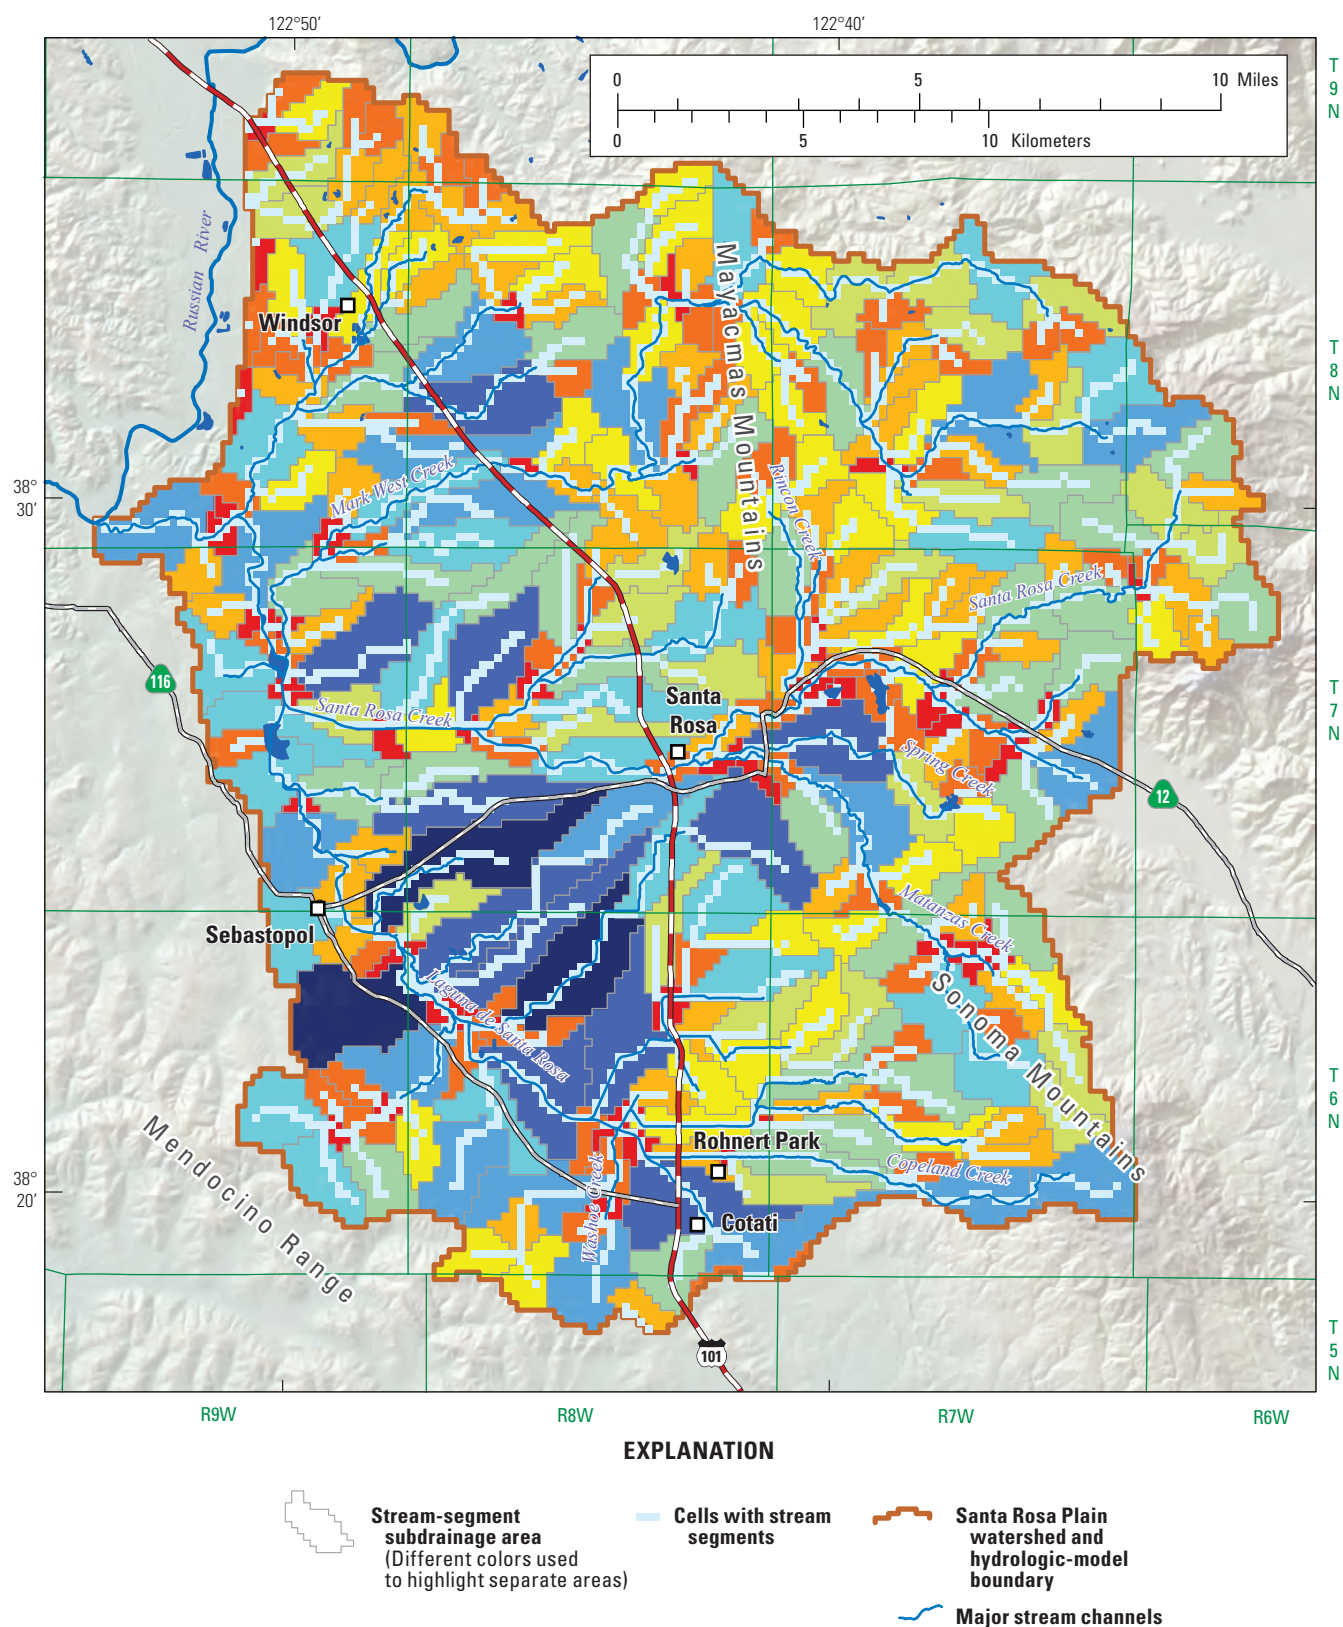 122°50'
122°40'
0 5 10 Miles
0 5 10 Kilometers
T
9
N
Russian River
Windsor
Mayacmas Mountains
T
8
N
Mark West Creek
Rincon Creek
38°
30'
Santa Rosa Creek
116
Santa
Rosa
Santa Rosa Creek
T
7
N
Spring Creek
12
Matanzas Creek
Sebastopol
Laguna de Santa Rosa
Sonoma Mountains
T
6
N
Mendocino Range
Rohnert Park
Copeland Creek
38°
20'
Washoe Creek
Cotati
T
5
N
101
R9W
R8W
R7W
R6W
EXPLANATION
Stream-segment
subdrainage area
(Different colors used
to highlight separate areas)
Cells with stream
segments
Santa Rosa Plain
watershed and
hydrologic-model
boundary
Major stream channels